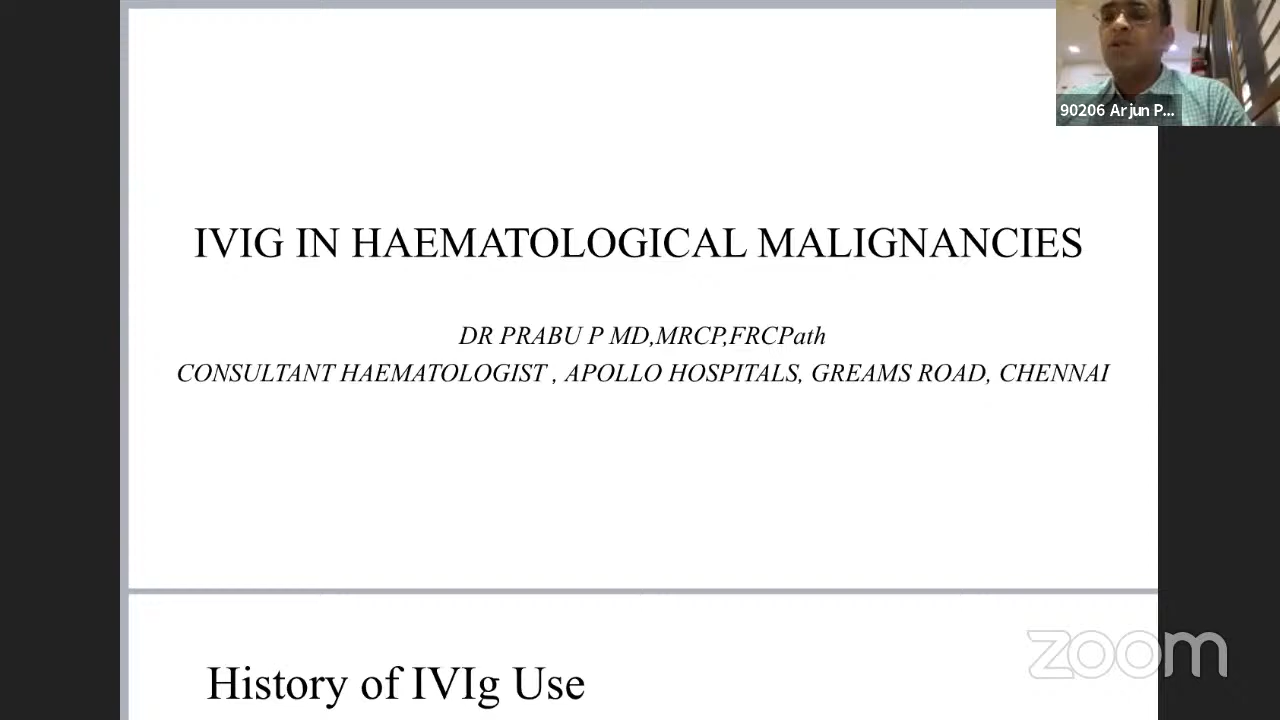 90206 Arjun P...
IVIG IN HAEMATOLOGICAL MALIGNANCIES
DR PRABU P MD,MRCP,FRCPath
CONSULTANT HAEMATOLOGIST , APOLLO HOSPITALS, GREAMS ROAD, CHENNAI
zoom
History of IVIg Use